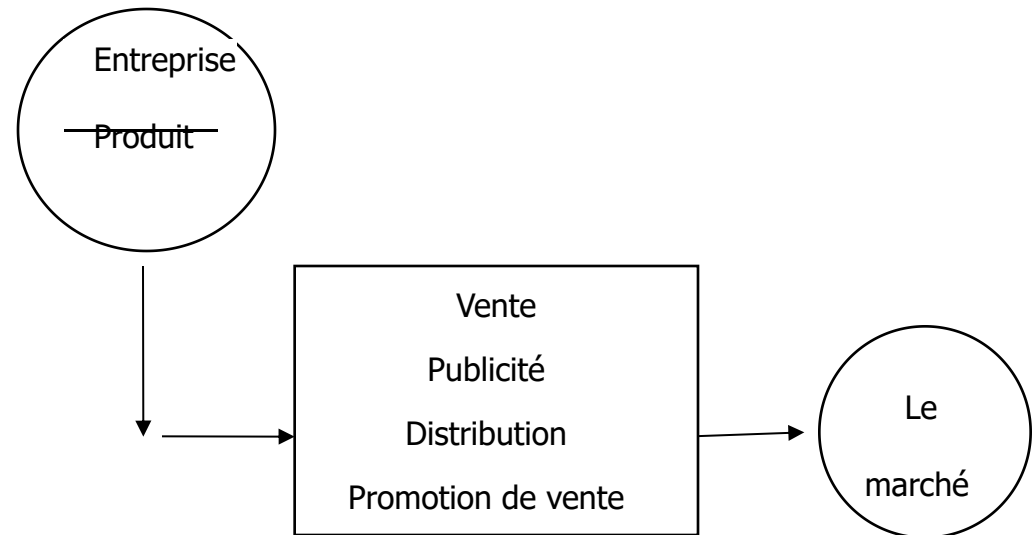 Entreprise
Produit
Vente
Publicité
Distribution
Promotion de vente
Le
marché